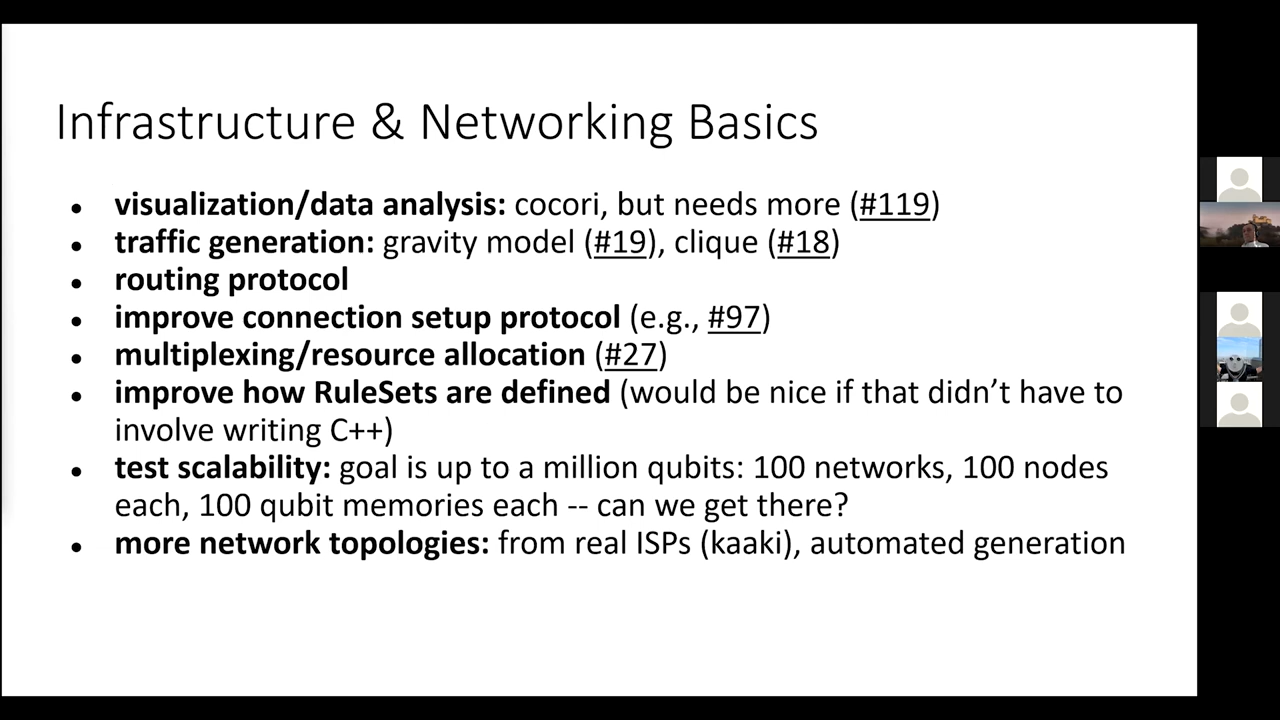 Infrastructure & Networking Basics
• visualization/data analysis: cocori, but needs more (#119)
• traffic generation: gravity model (#19), clique (#18)
• routing protocol
• improve connection setup protocol (e.g., #97)
• multiplexing/resource allocation (#27)
• improve how RuleSets are defined (would be nice if that didn’t have to
involve writing C++)
• test scalability: goal is up to a million qubits: 100 networks, 100 nodes
each, 100 qubit memories each -- can we get there?
• more network topologies: from real ISPs (kaaki), automated generation